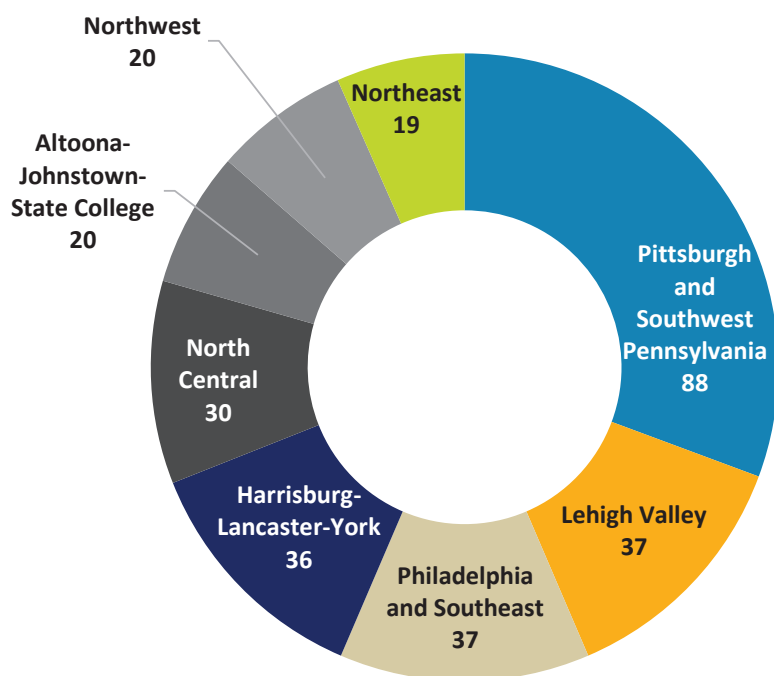 Northwest
20
Northeast
19
Altoona-
Johnstown-
State College
20
Pittsburgh
and
Southwest
Pennsylvania
88
North
Central
30
Harrisburg-
Lancaster-York
36
Lehigh Valley
37
Philadelphia
and Southeast
37